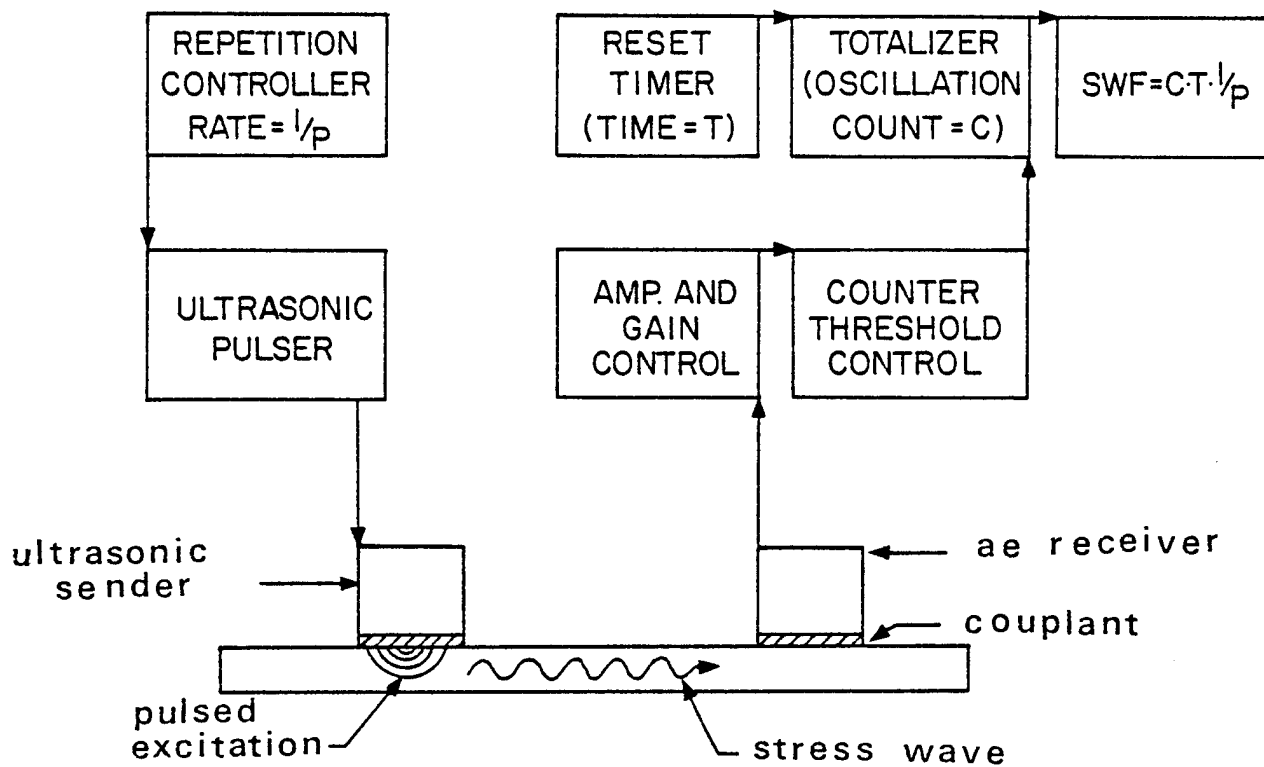 REPETITION
CONTROLLER
RATE=1/P
RESET
TIMER
(TIME=T)
TOTALIZER
(OSCILLATION
COUNT=C)
SWF=C·T·1/P
ULTRASONIC
PULSER
AMP. AND
GAIN
CONTROL
COUNTER
THRESHOLD
CONTROL
ultrasonic
sender
ae receiver
couplant
pulsed
excitation
stress wave